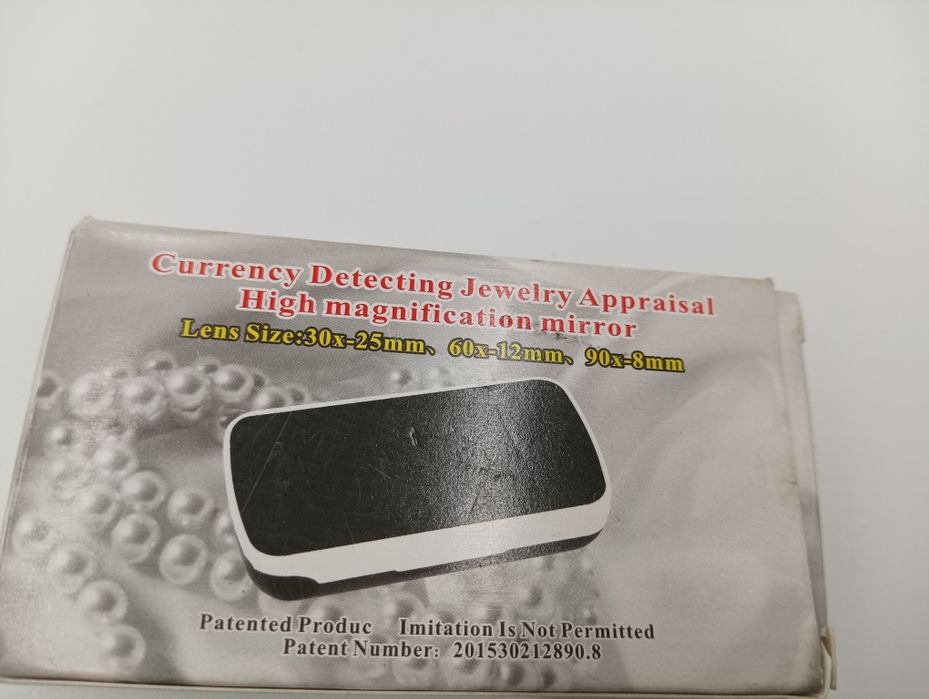 Currency Detecting Jewelry Appraisal
High magnification mirror
Lens Size:30x-25mm、60x-12mm、90x-8mm
Patented Produc Imitation Is Not Permitted
Patent Number: 201530212890.8